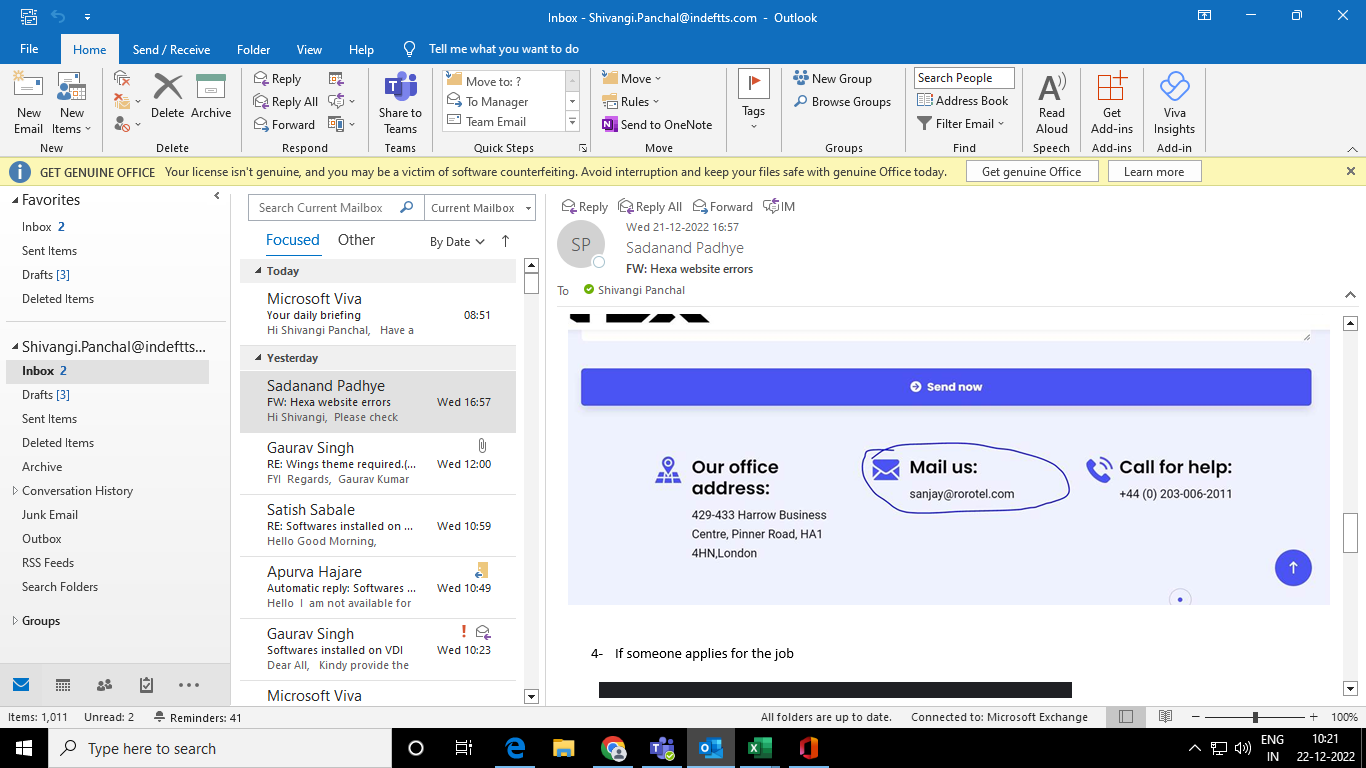 Inbox - Shivangi.Panchal@indeftts.com - Outlook
File Home Send / Receive Folder View Help Tell me what you want to do
New Email
New Items
Delete
Archive
Reply
Reply All
Forward
Share to Teams
Move to: ?
To Manager
Team Email
Move
Rules
Send to OneNote
Tags
New Group
Browse Groups
Search People
Address Book
Filter Email
Read Aloud
Get Add-ins
Viva Insights
New Delete Respond Teams Quick Steps Move Groups Find Speech Add-ins Add-in
GET GENUINE OFFICE Your license isn't genuine, and you may be a victim of software counterfeiting. Avoid interruption and keep your files safe with genuine Office today. Get genuine Office Learn more
Favorites
Inbox 2
Sent Items
Drafts [3]
Deleted Items
Shivangi.Panchal@indeftts...
Inbox 2
Drafts [3]
Sent Items
Deleted Items
Archive
Conversation History
Junk Email
Outbox
RSS Feeds
Search Folders
Groups
Search Current Mailbox Current Mailbox
Focused Other By Date
Today
Microsoft Viva
Your daily briefing 08:51
Hi Shivangi Panchal, Have a
Yesterday
Sadanand Padhye
FW: Hexa website errors Wed 16:57
Hi Shivangi, Please check
Gaurav Singh
RE: Wings theme required.(... Wed 12:00
FYI Regards, Gaurav Kumar
Satish Sabale
RE: Softwares installed on ... Wed 10:59
Hello Good Morning,
Apurva Hajare
Automatic reply: Softwares ... Wed 10:49
Hello I am not available for
Gaurav Singh
Softwares installed on VDI Wed 10:23
Dear All, Kindy provide the
Microsoft Viva
Reply Reply All Forward IM
SP
Wed 21-12-2022 16:57
Sadanand Padhye
FW: Hexa website errors
To Shivangi Panchal
Send now
Our office
address:
429-433 Harrow Business
Centre, Pinner Road, HA1
4HN,London
Mail us:
sanjay@rorotel.com
Call for help:
+44 (0) 203-006-2011
4- If someone applies for the job
Items: 1,011 Unread: 2 Reminders: 41 All folders are up to date. Connected to: Microsoft Exchange 100%
Type here to search
ENG
IN
10:21
22-12-2022